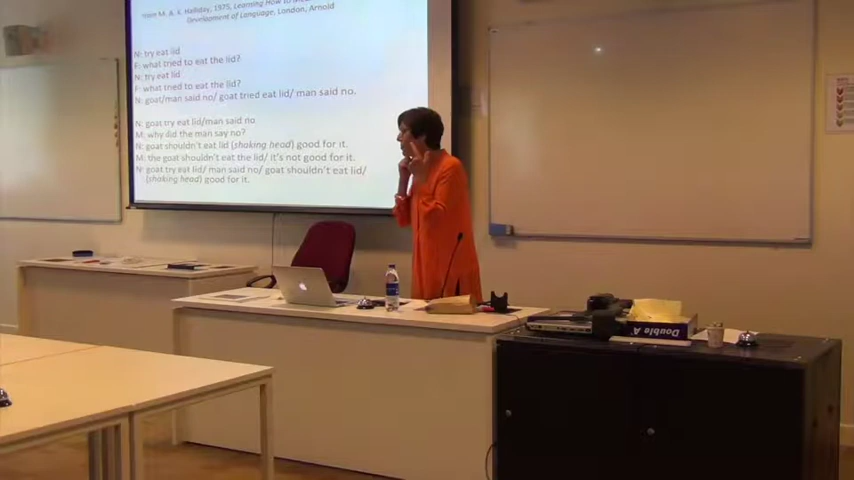 from M. A. K. Halliday, 1975, Learning How to
Development of Language, London, Arnold
N: try eat lid
F: what tried to eat the lid?
N: try eat lid
F: what tried to eat the lid?
N: goat/man said no/ goat tried eat lid/ man said no.
N: goat try eat lid/man said no
M: why did the man say no?
N: goat shouldn't eat lid (shaking head) good for it.
M: the goat shouldn't eat the lid/ it's not good for it.
N: goat try eat lid/ man said no/ goat shouldn't eat lid/
(shaking head) good for it.
Double A